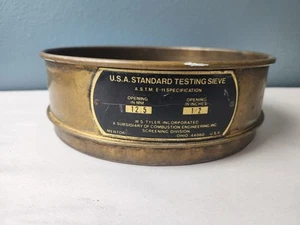 U.S.A. STANDARD TESTING SIEVE
A.S.T.M. E-11 SPECIFICATION
OPENING IN MM
12.5
OPENING IN INCHES
1/2
W.S. TYLER INCORPORATED
A SUBSIDIARY OF COMBUSTION ENGINEERING, INC.
SCREENING DIVISION
MENTOR, OHIO 44060 U.S.A.